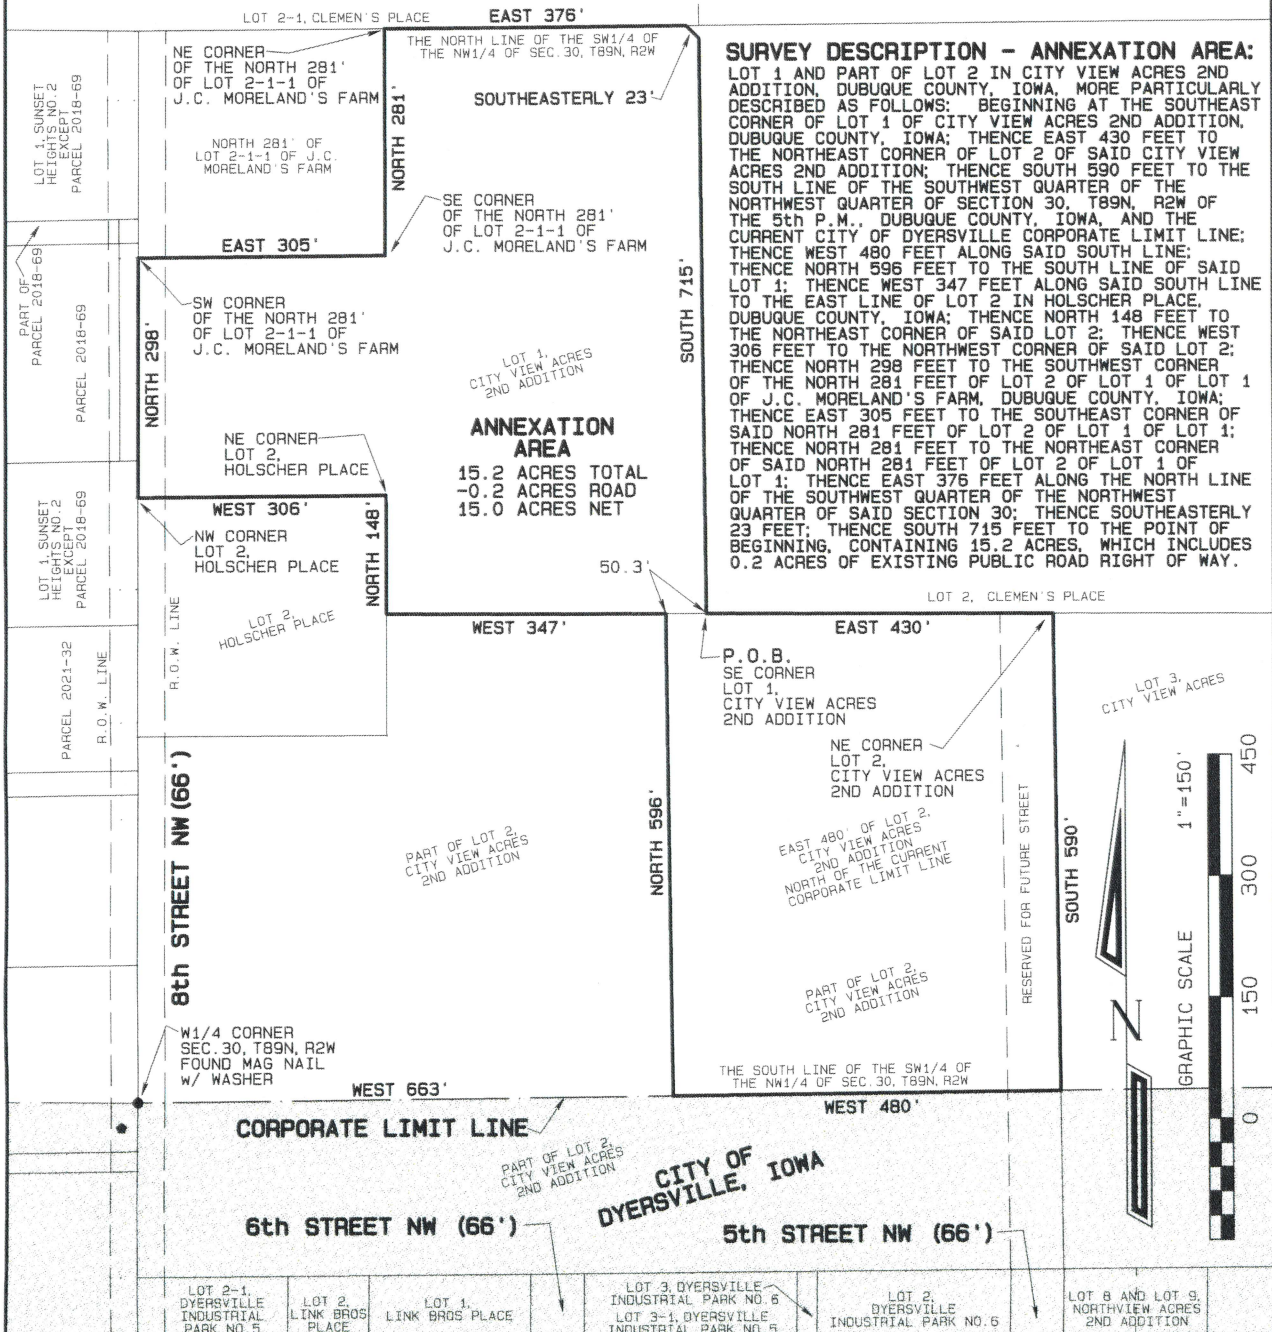 LOT 2-1, CLEMEN'S PLACE
EAST 376'
THE NORTH LINE OF THE SW1/4 OF
THE NW1/4 OF SEC.30, T89N, R2W
NE CORNER
OF THE NORTH 281'
OF LOT 2-1-1 OF
J.C. MORELAND'S FARM
SOUTHEASTERLY 23'
LOT 1, SUNSET
HEIGHTS NO.2
EXCEPT
PARCEL 2018-69
NORTH 281' OF
LOT 2-1-1 OF J.C.
MORELAND'S FARM
NORTH 281'
SE CORNER
OF THE NORTH 281'
OF LOT 2-1-1 OF
J.C. MORELAND'S FARM
EAST 305'
PART OF
PARCEL 2018-69
SW CORNER
OF THE NORTH 281'
OF LOT 2-1-1 OF
J.C. MORELAND'S FARM
SOUTH 715'
PARCEL 2018-69
NORTH 298'
LOT 1,
CITY VIEW ACRES
2ND ADDITION
ANNEXATION
AREA
15.2 ACRES TOTAL
-0.2 ACRES ROAD
15.0 ACRES NET
NE CORNER
LOT 2,
HOLSCHER PLACE
WEST 306'
NW CORNER
LOT 2,
HOLSCHER PLACE
NORTH 148'
LOT 1, SUNSET
HEIGHTS NO.2
EXCEPT
PARCEL 2018-69
50.3'
SURVEY DESCRIPTION - ANNEXATION AREA:
LOT 1 AND PART OF LOT 2 IN CITY VIEW ACRES 2ND
ADDITION, DUBUQUE COUNTY, IOWA, MORE PARTICULARLY
DESCRIBED AS FOLLOWS: BEGINNING AT THE SOUTHEAST
CORNER OF LOT 1 OF CITY VIEW ACRES 2ND ADDITION,
DUBUQUE COUNTY, IOWA; THENCE EAST 430 FEET TO
THE NORTHEAST CORNER OF LOT 2 OF SAID CITY VIEW
ACRES 2ND ADDITION; THENCE SOUTH 590 FEET TO THE
SOUTH LINE OF THE SOUTHWEST QUARTER OF THE
NORTHWEST QUARTER OF SECTION 30, T89N, R2W OF
THE 5th P.M., DUBUQUE COUNTY, IOWA, AND THE
CURRENT CITY OF DYERSVILLE CORPORATE LIMIT LINE;
THENCE WEST 480 FEET ALONG SAID SOUTH LINE;
THENCE NORTH 596 FEET TO THE SOUTH LINE OF SAID
LOT 1; THENCE WEST 347 FEET ALONG SAID SOUTH LINE
TO THE EAST LINE OF LOT 2 IN HOLSCHER PLACE,
DUBUQUE COUNTY, IOWA; THENCE NORTH 148 FEET TO
THE NORTHEAST CORNER OF SAID LOT 2; THENCE WEST
306 FEET TO THE NORTHWEST CORNER OF SAID LOT 2;
THENCE NORTH 298 FEET TO THE SOUTHWEST CORNER
OF THE NORTH 281 FEET OF LOT 2 OF LOT 1 OF LOT 1
OF J.C. MORELAND'S FARM, DUBUQUE COUNTY, IOWA;
THENCE EAST 305 FEET TO THE SOUTHEAST CORNER OF
SAID NORTH 281 FEET OF LOT 2 OF LOT 1 OF LOT 1;
THENCE NORTH 281 FEET TO THE NORTHEAST CORNER
OF SAID NORTH 281 FEET OF LOT 2 OF LOT 1 OF
LOT 1; THENCE EAST 376 FEET ALONG THE NORTH LINE
OF THE SOUTHWEST QUARTER OF THE NORTHWEST
QUARTER OF SAID SECTION 30; THENCE SOUTHEASTERLY
23 FEET; THENCE SOUTH 715 FEET TO THE POINT OF
BEGINNING, CONTAINING 15.2 ACRES, WHICH INCLUDES
0.2 ACRES OF EXISTING PUBLIC ROAD RIGHT OF WAY.
LOT 2, CLEMEN'S PLACE
LOT 2,
HOLSCHER PLACE
WEST 347'
EAST 430'
P.O.B.
SE CORNER
LOT 1,
CITY VIEW ACRES
2ND ADDITION
NE CORNER
LOT 2,
CITY VIEW ACRES
2ND ADDITION
LOT 3,
CITY VIEW ACRES
PARCEL 2021-32
R.O.W. LINE
R.O.W. LINE
8th STREET NW (66')
PART OF LOT 2,
CITY VIEW ACRES
2ND ADDITION
NORTH 596'
EAST 480' OF LOT 2,
CITY VIEW ACRES
2ND ADDITION
NORTH OF THE CURRENT
CORPORATE LIMIT LINE
RESERVED FOR FUTURE STREET
SOUTH 590'
PART OF LOT 2,
CITY VIEW ACRES
2ND ADDITION
N
GRAPHIC SCALE
1"=150'
0
150
300
450
W1/4 CORNER
SEC.30, T89N, R2W
FOUND MAG NAIL
W/ WASHER
THE SOUTH LINE OF THE SW1/4 OF
THE NW1/4 OF SEC.30, T89N, R2W
WEST 663'
WEST 480'
CORPORATE LIMIT LINE
PART OF LOT 2,
CITY VIEW ACRES
2ND ADDITION
CITY OF
DYERSVILLE, IOWA
6th STREET NW (66')
5th STREET NW (66')
LOT 2-1,
DYERSVILLE
INDUSTRIAL
PARK NO.5
LOT 2,
LINK BROS
PLACE
LOT 1,
LINK BROS PLACE
LOT 3, DYERSVILLE
INDUSTRIAL PARK NO.6
LOT 3-1, DYERSVILLE
INDUSTRIAL PARK NO.5
LOT 2,
DYERSVILLE
INDUSTRIAL PARK NO.6
LOT 8 AND LOT 9,
NORTHVIEW ACRES
2ND ADDITION